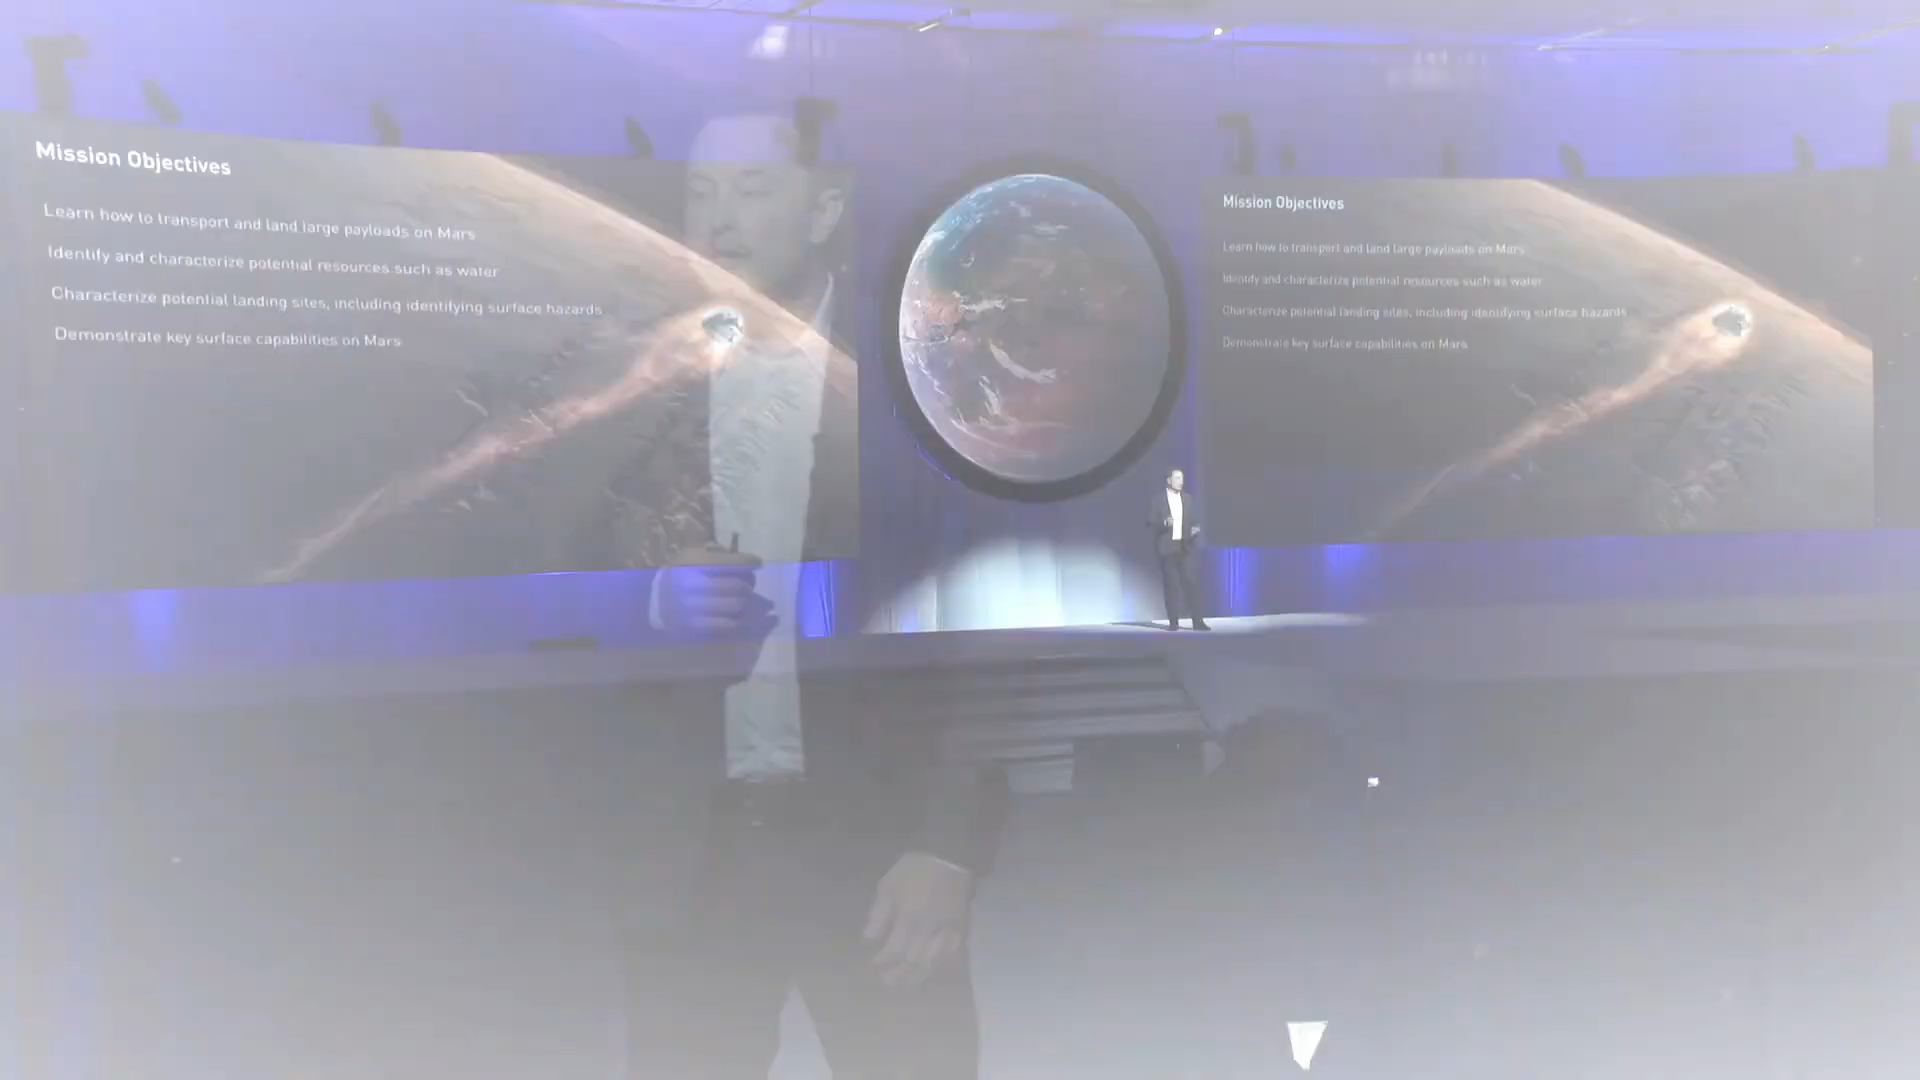 Mission Objectives
Learn how to transport and land large payloads on Mars
Identify and characterize potential resources such as water
Characterize potential landing sites, including identifying surface hazards
Demonstrate key surface capabilities on Mars
Mission Objectives
Learn how to transport and land large payloads on Mars
Identify and characterize potential resources such as water
Characterize potential landing sites, including identifying surface hazards
Demonstrate key surface capabilities on Mars